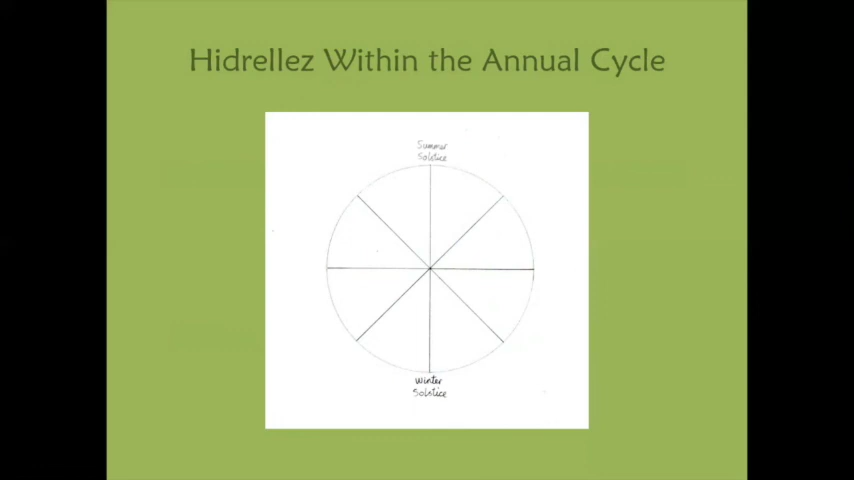 Hidrellez Within the Annual Cycle
Summer
Solstice
Winter
Solstice